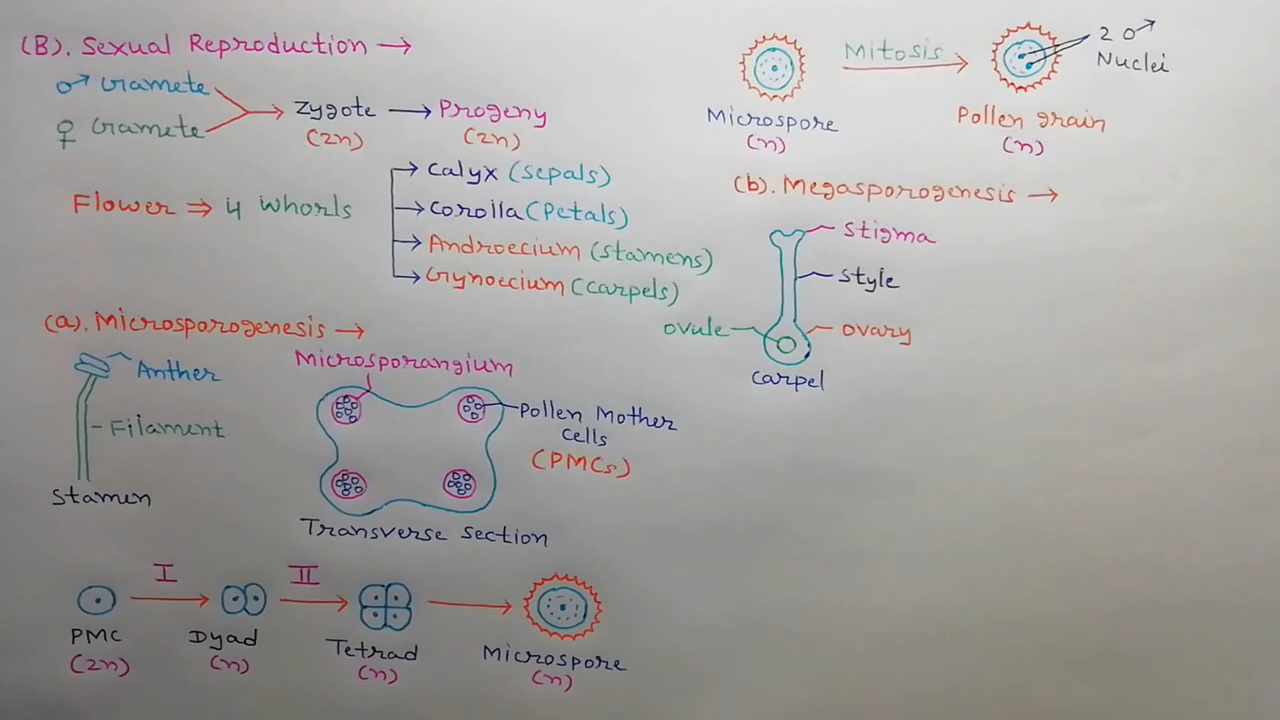 (B). Sexual Reproduction →
♂ Gamete
♀ Gamete
Zygote → Progeny
(2n) (2n)
Flower ⇒ 4 whorls
Calyx (sepals)
Corolla (Petals)
Androecium (stamens)
Gynoecium (carpels)
(a). Microsporogenesis →
Anther
Filament
Stamen
Microsporangium
Pollen Mother
cells
(PMCs)
Transverse section
I II
PMC Dyad Tetrad Microspore
(2n) (n) (n) (n)
Mitosis
2 ♂
Nuclei
Microspore Pollen grain
(n) (n)
(b). Megasporogenesis →
Stigma
Style
ovule
ovary
Carpel